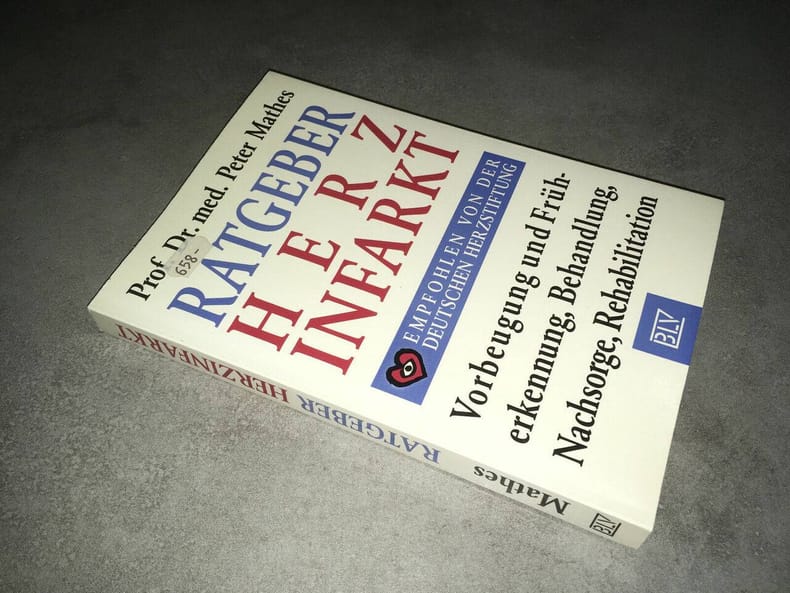 Prof. Dr. med. Peter Mathes
658-
RATGEBER
HERZ
INFARKT
EMPFOHLEN VON DER
DEUTSCHEN HERZSTIFTUNG
Vorbeugung und Früh-
erkennung, Behandlung,
Nachsorge, Rehabilitation
BLV
Mathes RATGEBER HERZINFARKT
BLV